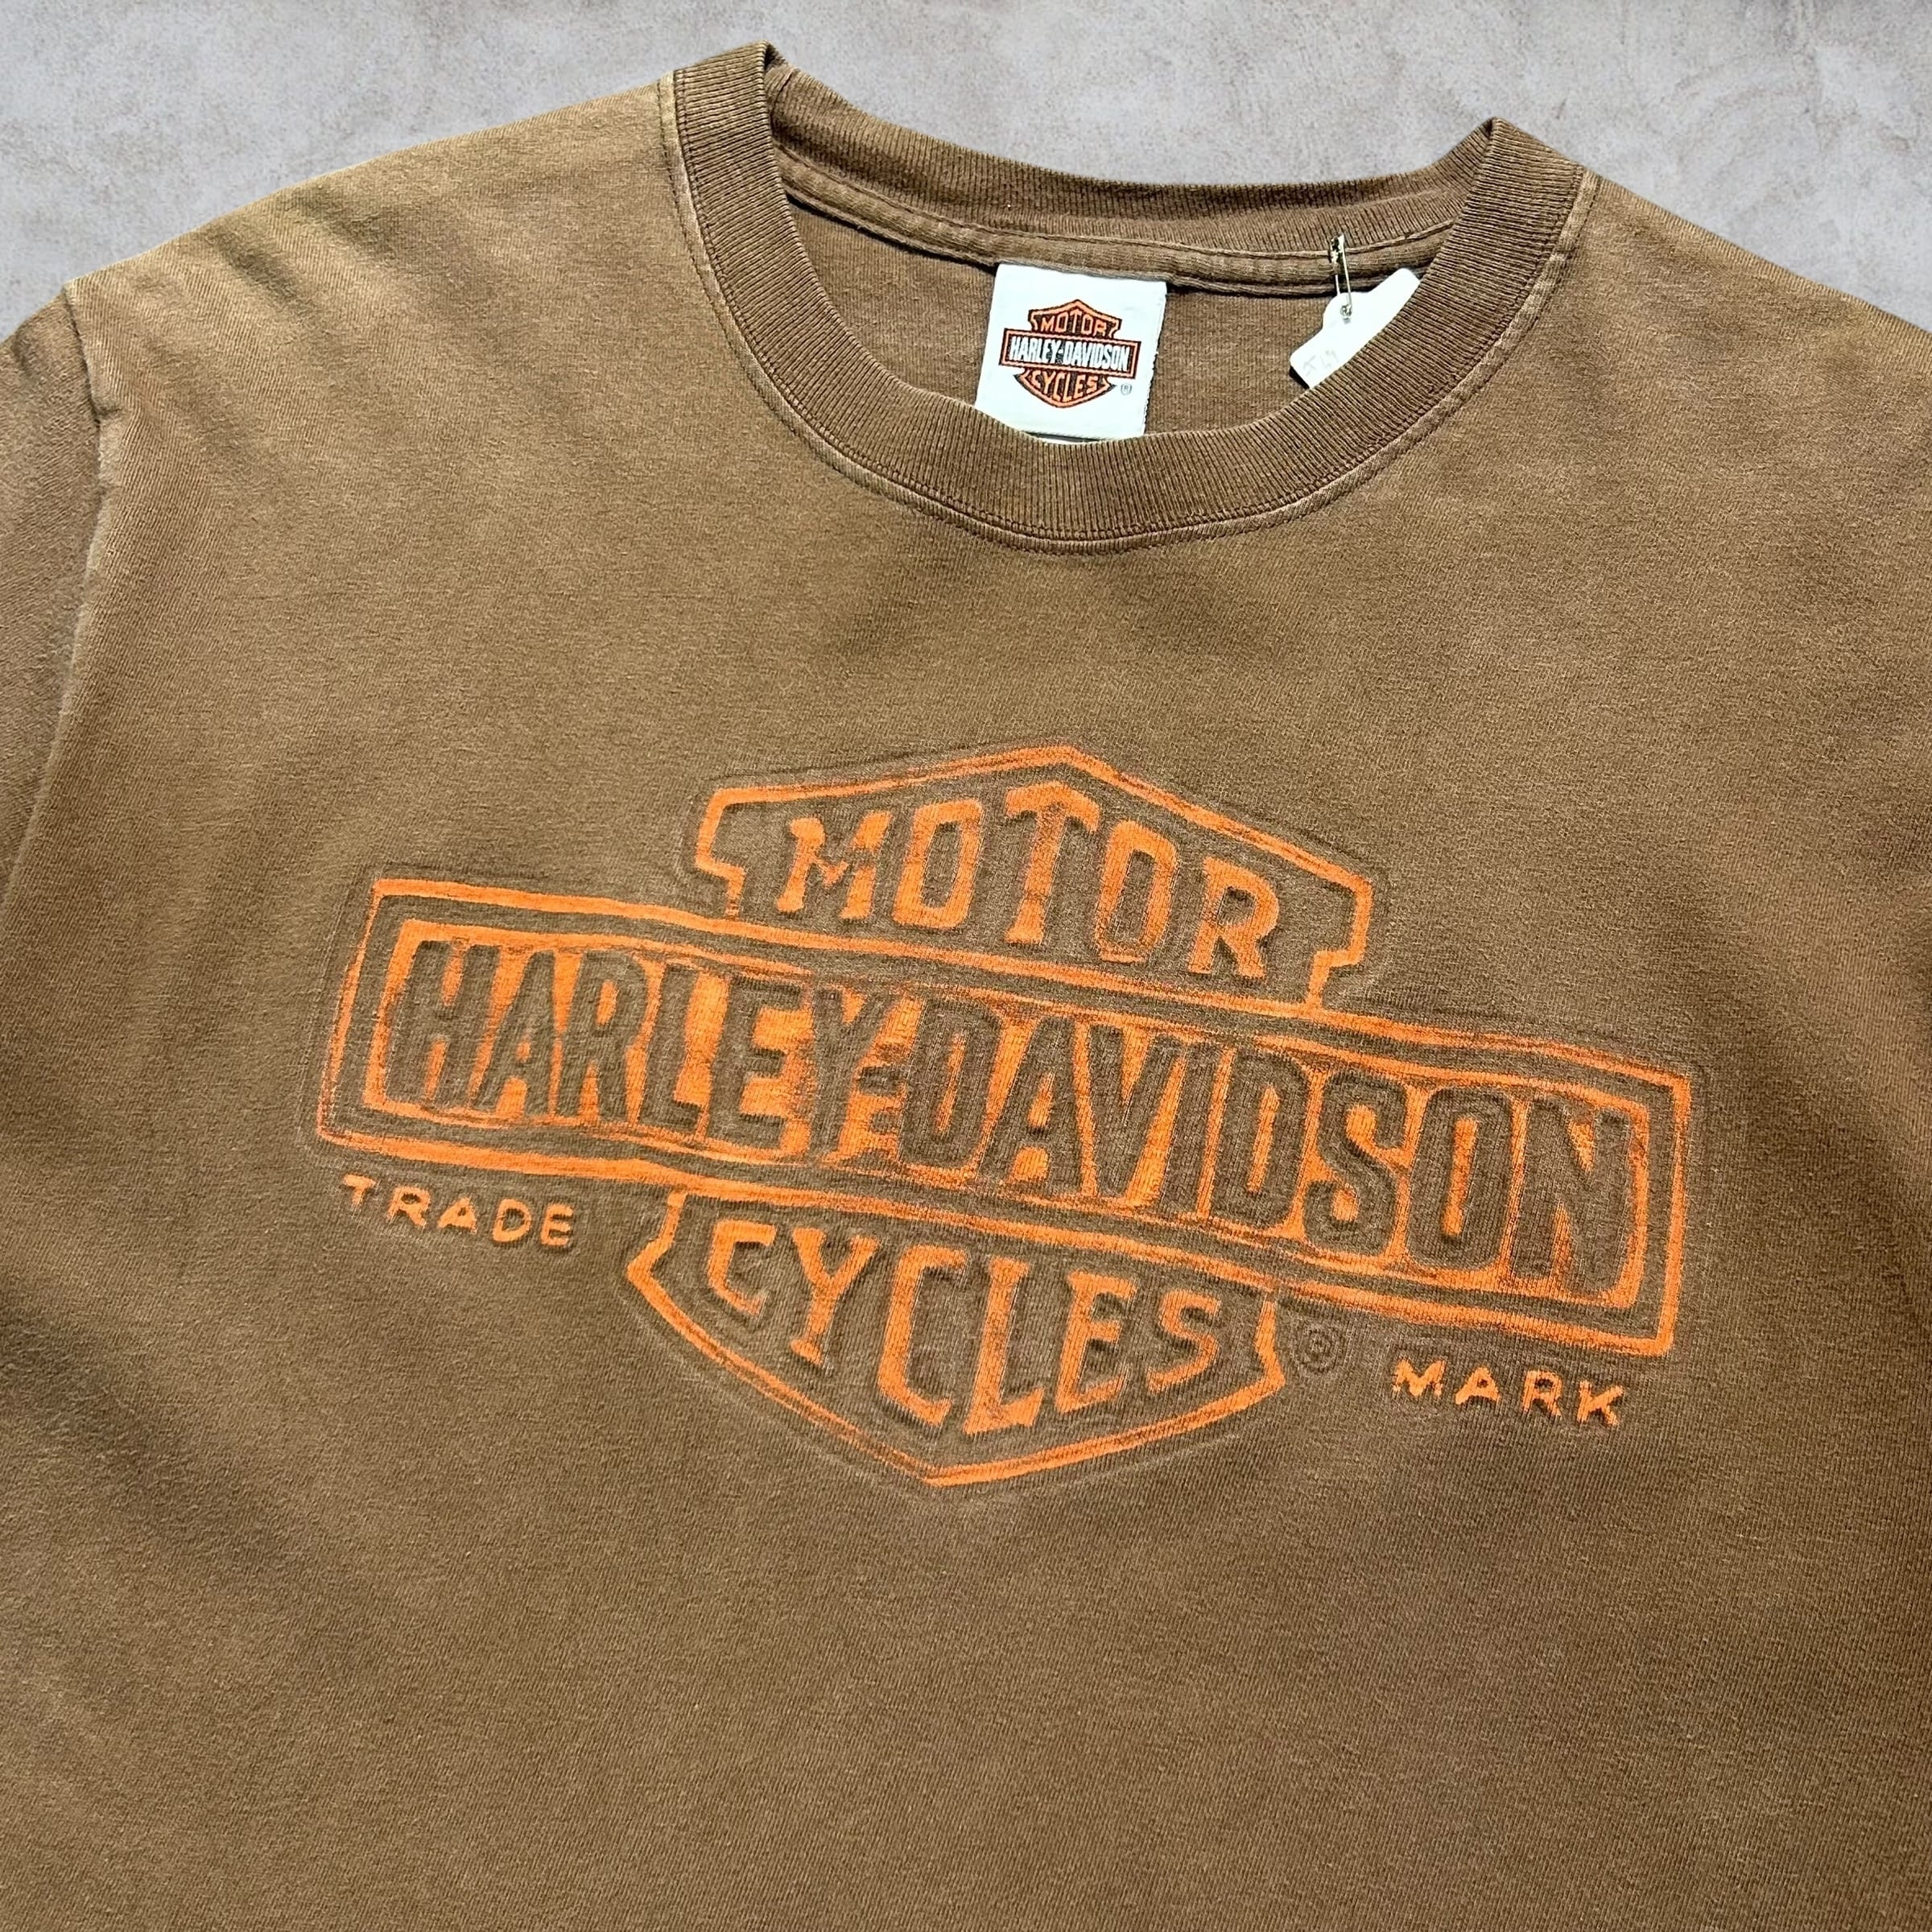 MOTOR
HARLEY-DAVIDSON
CYCLES ®
MOTOR
HARLEY-DAVIDSON
TRADE
CYCLES ®
MARK